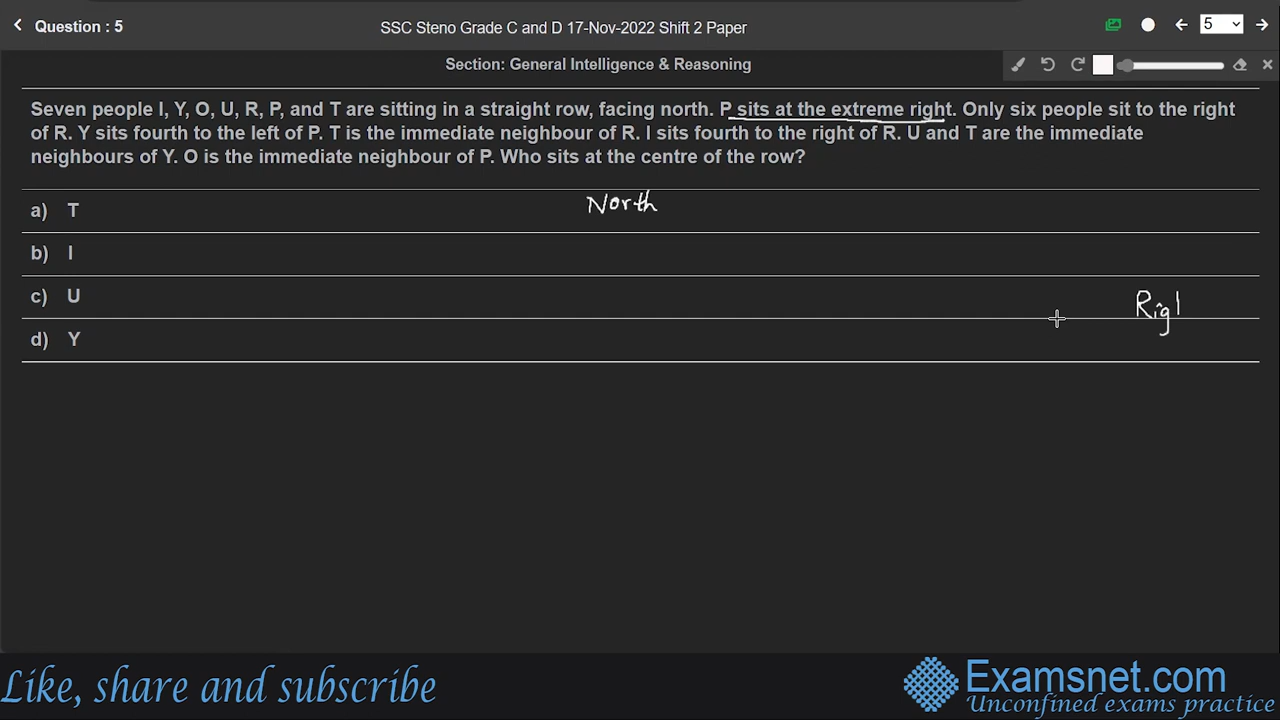 Question : 5
SSC Steno Grade C and D 17-Nov-2022 Shift 2 Paper
5
Section: General Intelligence & Reasoning
Seven people I, Y, O, U, R, P, and T are sitting in a straight row, facing north. P sits at the extreme right. Only six people sit to the right
of R. Y sits fourth to the left of P. T is the immediate neighbour of R. I sits fourth to the right of R. U and T are the immediate
neighbours of Y. O is the immediate neighbour of P. Who sits at the centre of the row?
North
a) T
b) I
c) U
Righ
d) Y
Like, share and subscribe
Examsnet.com
Unconfined exams practice